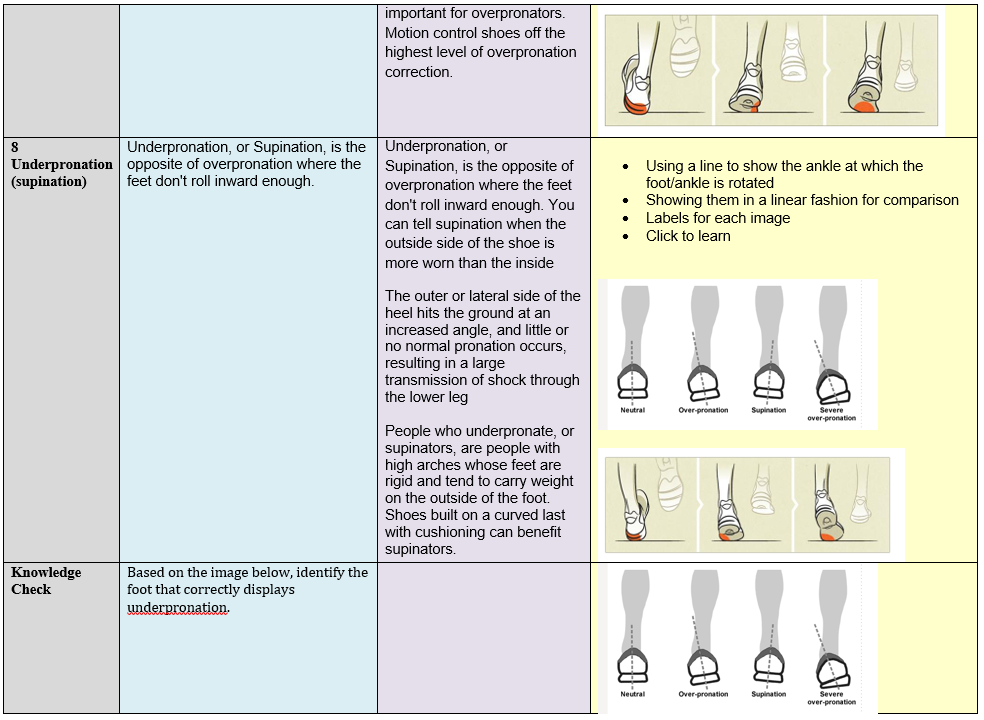 important for overpronators.
Motion control shoes off the
highest level of overpronation
correction.
8
Underpronation
(supination)
Underpronation, or Supination, is the
opposite of overpronation where the
feet don't roll inward enough.
Underpronation, or
Supination, is the opposite of
overpronation where the feet
don't roll inward enough. You
can tell supination when the
outside side of the shoe is
more worn than the inside
The outer or lateral side of the
heel hits the ground at an
increased angle, and little or
no normal pronation occurs,
resulting in a large
transmission of shock through
the lower leg
People who underpronate, or
supinators, are people with
high arches whose feet are
rigid and tend to carry weight
on the outside of the foot.
Shoes built on a curved last
with cushioning can benefit
supinators.
• Using a line to show the ankle at which the
foot/ankle is rotated
• Showing them in a linear fashion for comparison
• Labels for each image
• Click to learn
Neutral
Over-pronation
Supination
Severe
over-pronation
Knowledge
Check
Based on the image below, identify the
foot that correctly displays
underpronation.
Neutral
Over-pronation
Supination
Severe
over-pronation